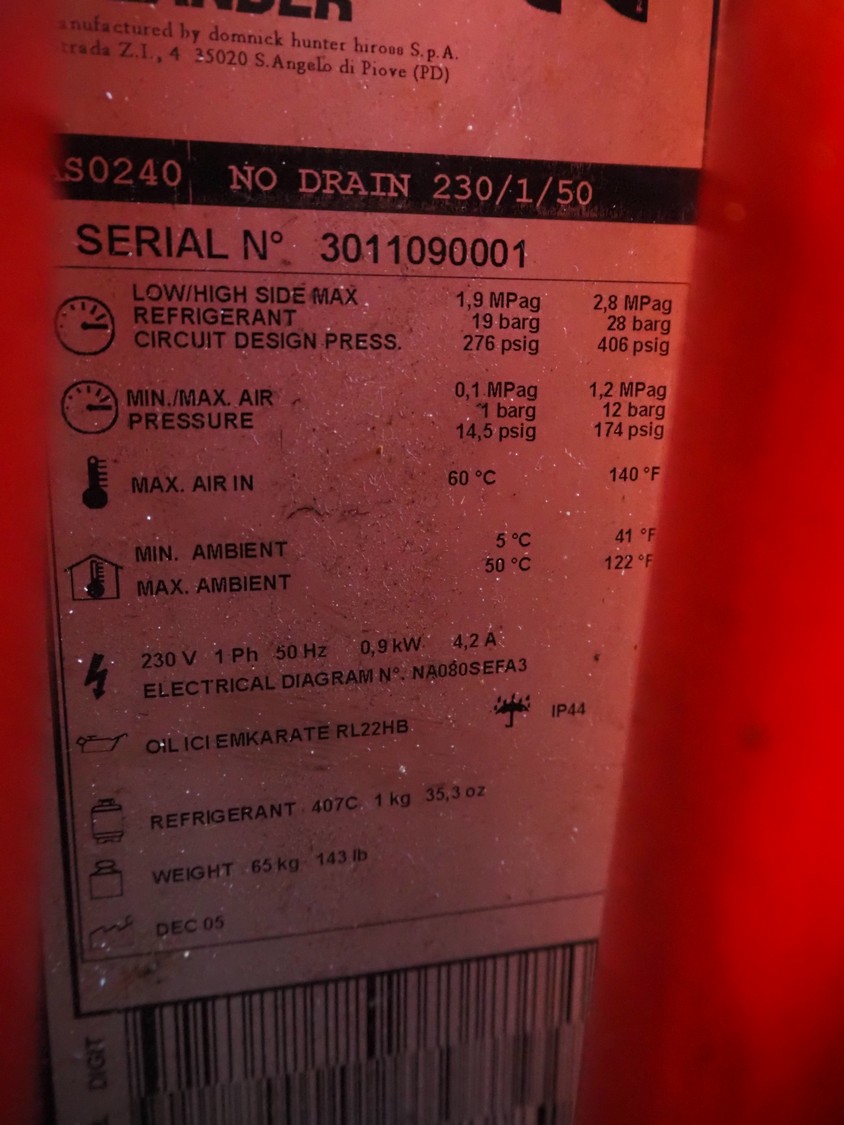 anufactured by domnick hunter hiross S.p.A.
trada Z.I., 4 35020 S.Angelo di Piove (PD)
S0240 NO DRAIN 230/1/50
SERIAL N° 3011090001
LOW/HIGH SIDE MAX 1,9 MPag 2,8 MPag
REFRIGERANT 19 barg 28 barg
CIRCUIT DESIGN PRESS. 276 psig 406 psig
MIN./MAX. AIR 0,1 MPag 1,2 MPag
PRESSURE 1 barg 12 barg
14,5 psig 174 psig
MAX. AIR IN 60 °C 140 °F
MIN. AMBIENT 5 °C 41 °F
MAX. AMBIENT 50 °C 122 °F
230 V 1 Ph 50 Hz 0,9 kW 4,2 A
ELECTRICAL DIAGRAM N°. NA080SEFA3
IP44
OIL ICI EMKARATE RL22HB
REFRIGERANT 407C 1 kg 35,3 oz
WEIGHT 65 kg 143 lb
DEC 05
DIGIT